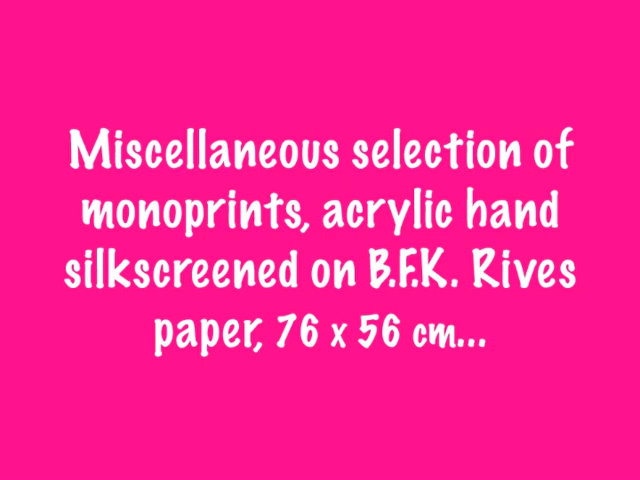 Miscellaneous selection of
monoprints, acrylic hand
silkscreened on B.F.K. Rives
paper, 76 x 56 cm...